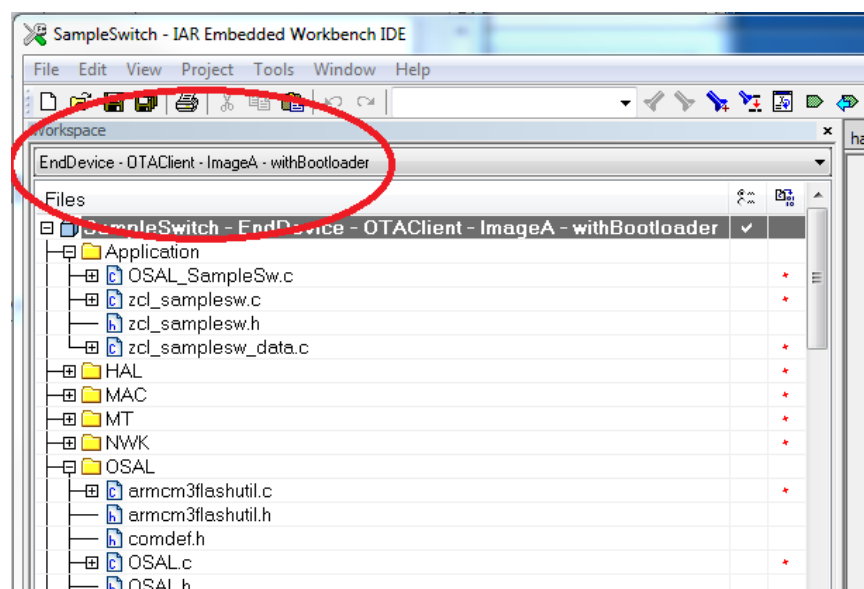 SampleSwitch - IAR Embedded Workbench IDE
File Edit View Project Tools Window Help
Workspace
EndDevice - OTAClient - ImageA - withBootloader
Files
SampleSwitch - EndDevice - OTAClient - ImageA - withBootloader
Application
OSAL_SampleSw.c
zcl_samplesw.c
zcl_samplesw.h
zcl_samplesw_data.c
HAL
MAC
MT
NWK
OSAL
armcm3flashutil.c
armcm3flashutil.h
comdef.h
OSAL.c
OSAL.h